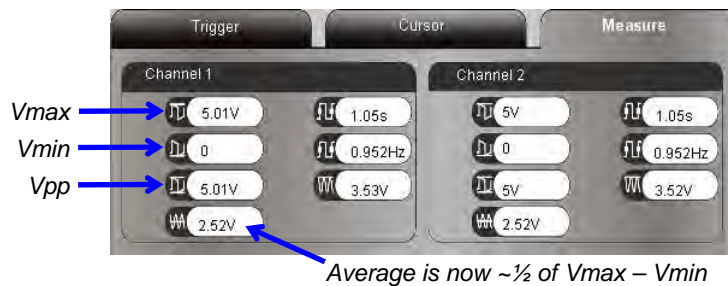 Trigger Cursor Measure
Channel 1 Channel 2
Vmax 5.01V 1.05s 5V 1.05s
Vmin 0 0.952Hz 0 0.952Hz
Vpp 5.01V 3.53V 5V 3.52V
2.52V 2.52V
Average is now ~½ of Vmax – Vmin